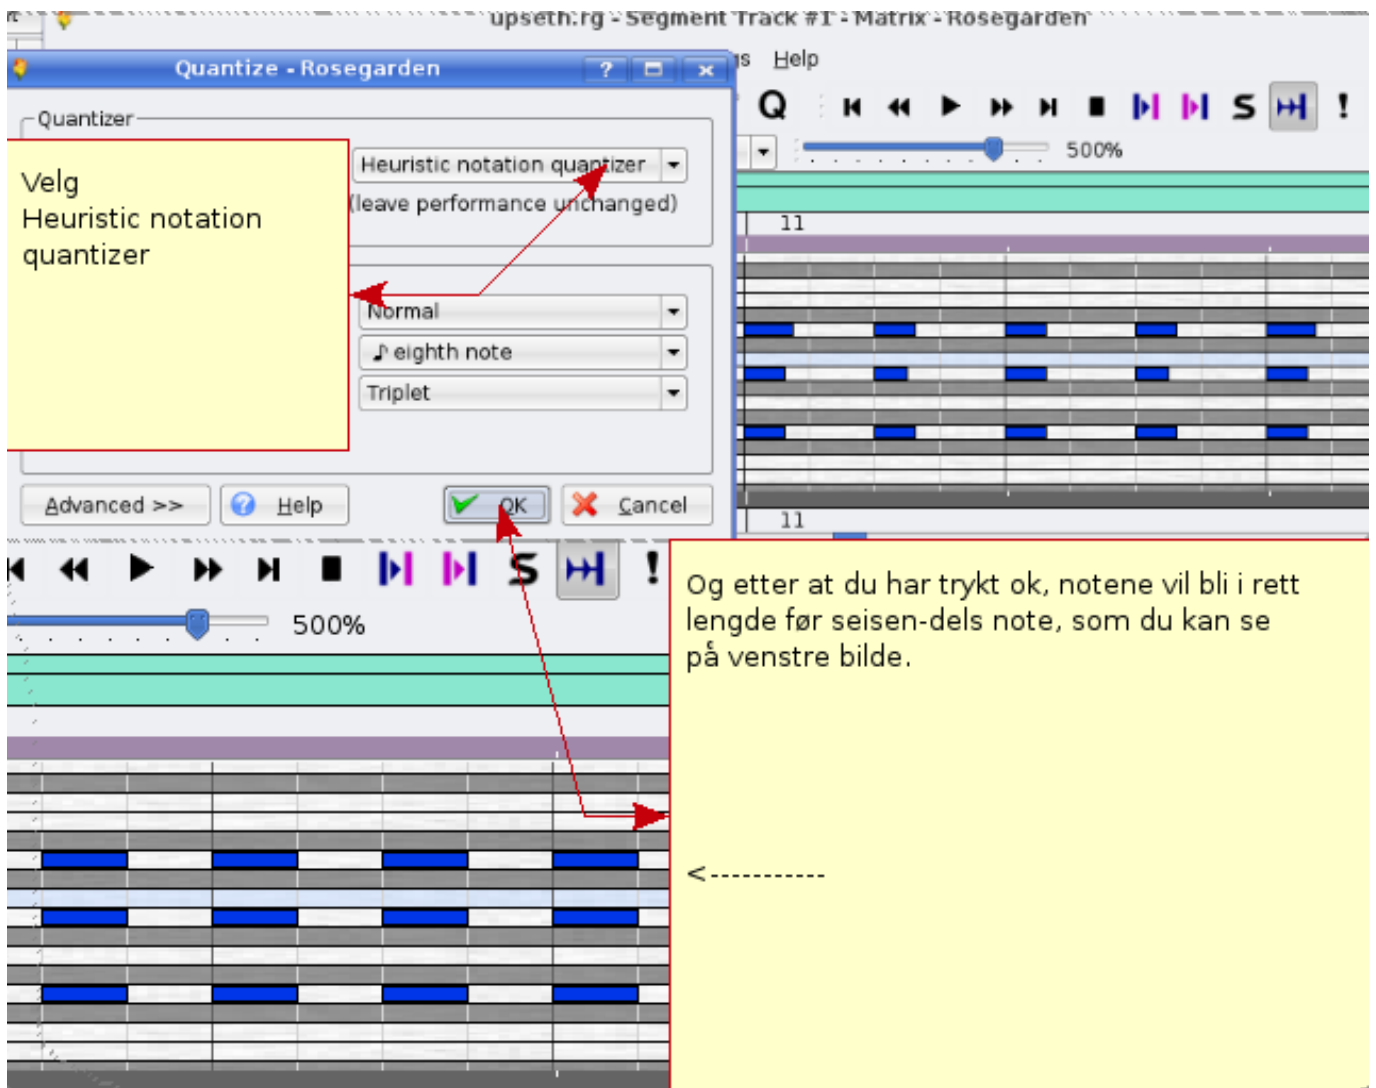 upseth.rg - Segment Track #1 - Matrix - Rosegarden
Quantize - Rosegarden
?
gs Help
Quantizer
Q
S
!
Heuristic notation quantizer
500%
Velg
Heuristic notation
quantizer
(leave performance unchanged)
11
Normal
eighth note
Triplet
Advanced >>
Help
OK
Cancel
11
S
!
500%
Og etter at du har trykt ok, notene vil bli i rett
lengde før seisen-dels note, som du kan se
på venstre bilde.
<-----------